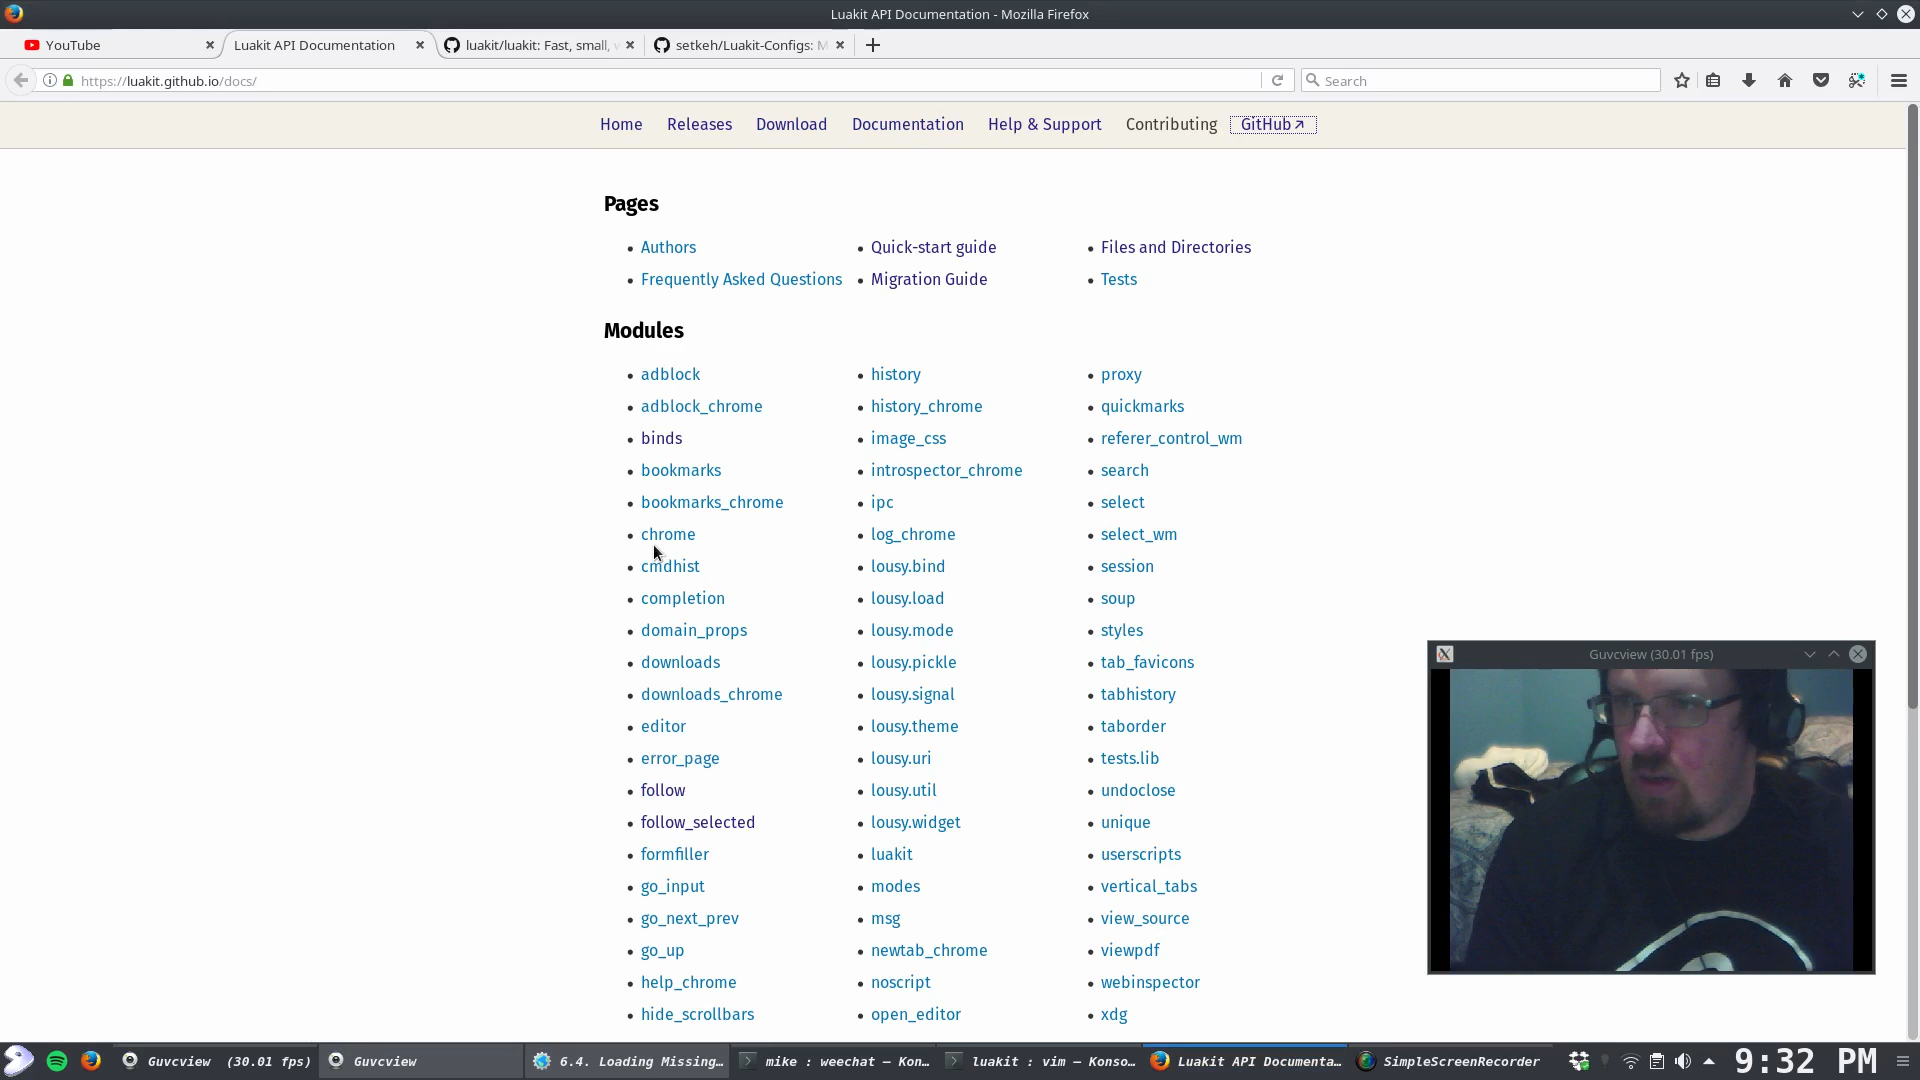 Luakit API Documentation - Mozilla Firefox
YouTube
Luakit API Documentation
luakit/luakit: Fast, small, w
setkeh/Luakit-Configs: M
https://luakit.github.io/docs/
Search
Home Releases Download Documentation Help & Support Contributing GitHub
Pages
Authors
Quick-start guide
Files and Directories
Frequently Asked Questions
Migration Guide
Tests
Modules
adblock
history
proxy
adblock_chrome
history_chrome
quickmarks
binds
image_css
referer_control_wm
bookmarks
introspector_chrome
search
bookmarks_chrome
ipc
select
chrome
log_chrome
select_wm
cmdhist
lousy.bind
session
completion
lousy.load
soup
domain_props
lousy.mode
styles
downloads
lousy.pickle
tab_favicons
downloads_chrome
lousy.signal
tabhistory
editor
lousy.theme
taborder
error_page
lousy.uri
tests.lib
follow
lousy.util
undoclose
follow_selected
lousy.widget
unique
formfiller
luakit
userscripts
go_input
modes
vertical_tabs
go_next_prev
msg
view_source
go_up
newtab_chrome
viewpdf
help_chrome
noscript
webinspector
hide_scrollbars
open_editor
xdg
Guvcview (30.01 fps)
Guvcview (30.01 fps)
Guvcview
6.4. Loading Missing...
mike : weechat — Kon...
luakit : vim — Konso...
Luakit API Documenta...
SimpleScreenRecorder
9:32 PM